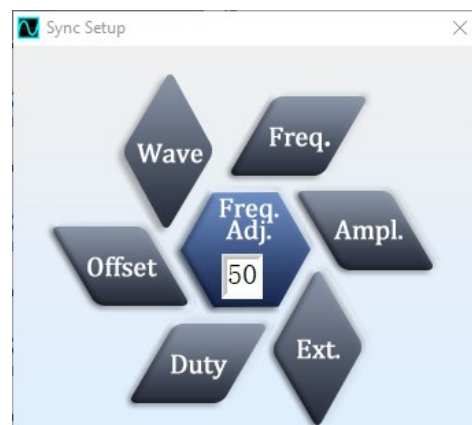 Sync Setup
Wave
Freq.
Freq.
Adj.
50
Ampl.
Offset
Duty
Ext.